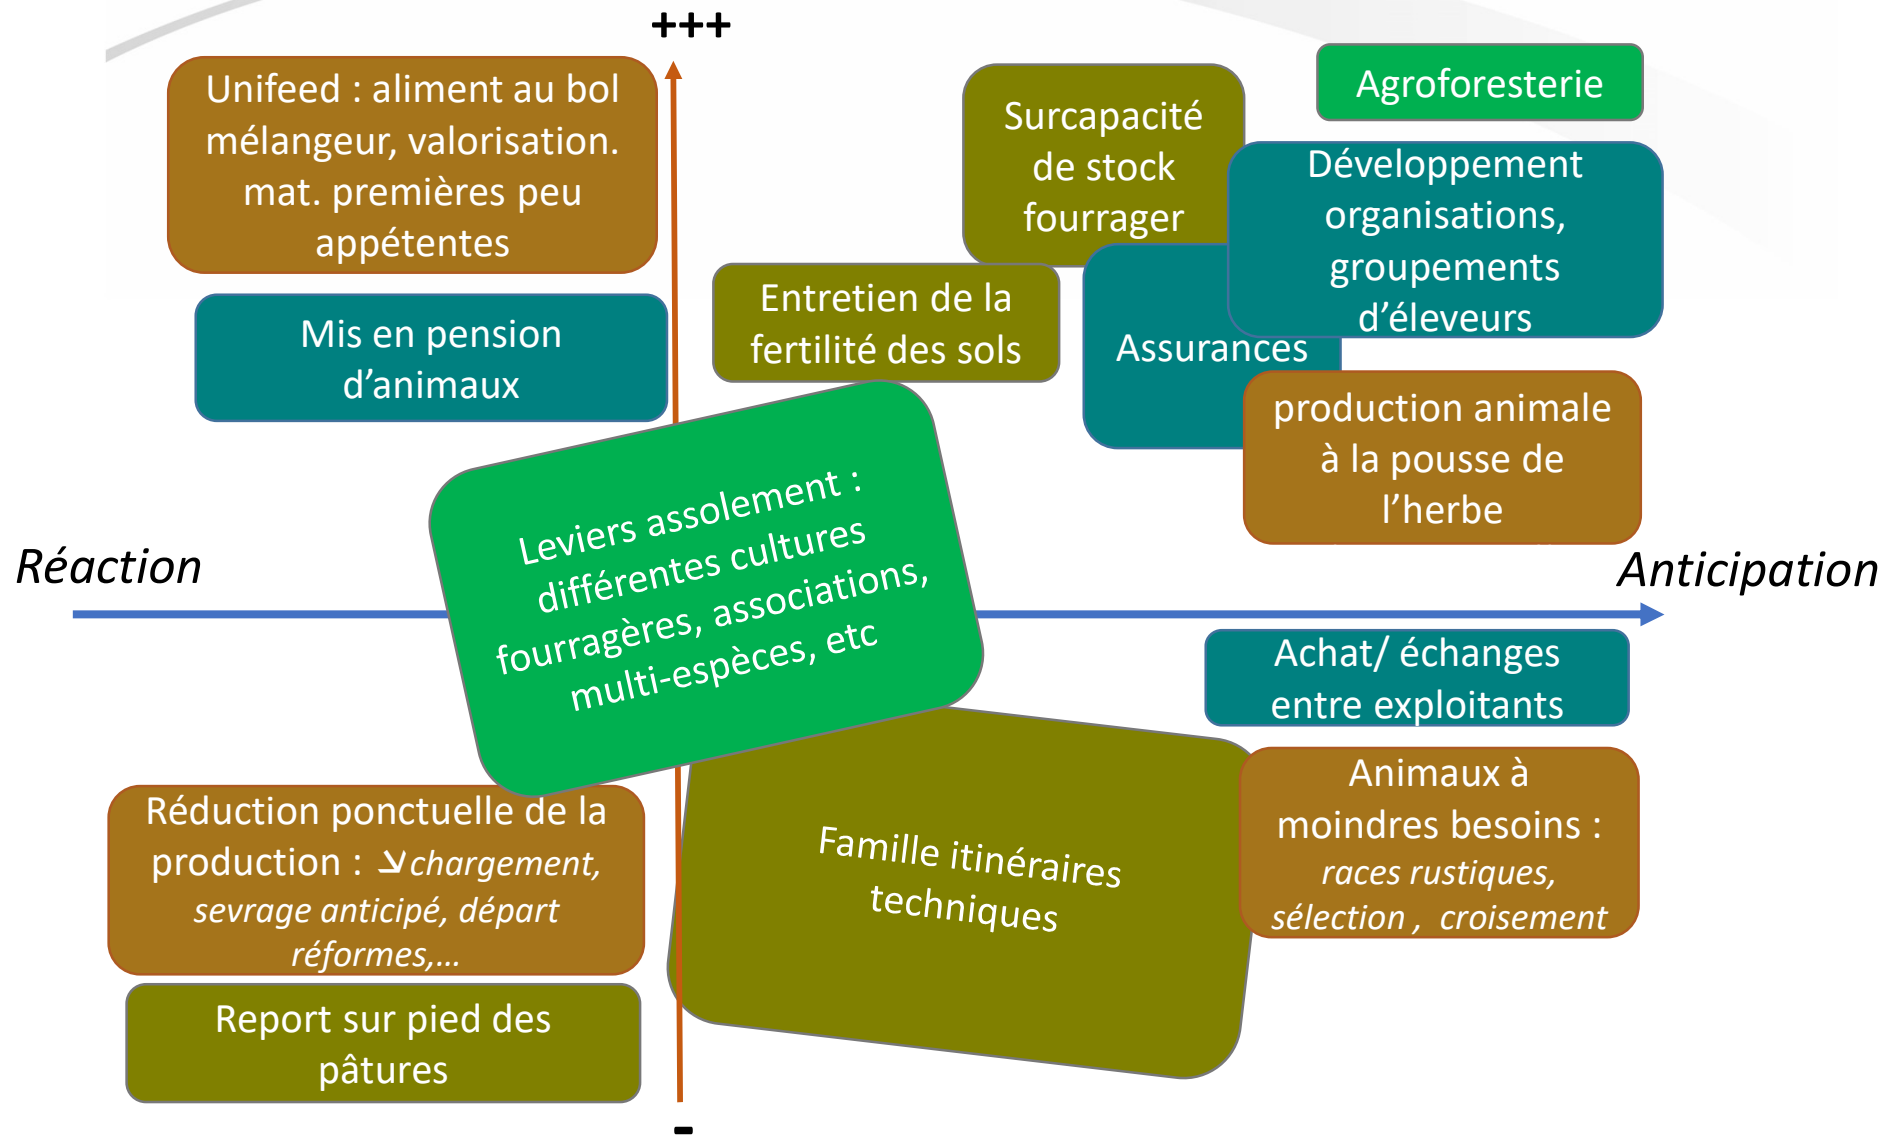 +++
Unifeed : aliment au bol
mélangeur, valorisation.
mat. premières peu
appétentes
Mis en pension
d’animaux
Surcapacité
de stock
fourrager
Agroforesterie
Développement
organisations,
groupements
d’éleveurs
Entretien de la
fertilité des sols
Assurances
production animale
à la pousse de
l’herbe
Leviers assolement :
différentes cultures
fourragères, associations,
multi-espèces, etc
Réaction
Anticipation
Achat/ échanges
entre exploitants
Animaux à
moindres besoins :
races rustiques,
sélection , croisement
Famille itinéraires
techniques
Réduction ponctuelle de la
production : ↘ chargement,
sevrage anticipé, départ
réformes,…
Report sur pied des
pâtures
-